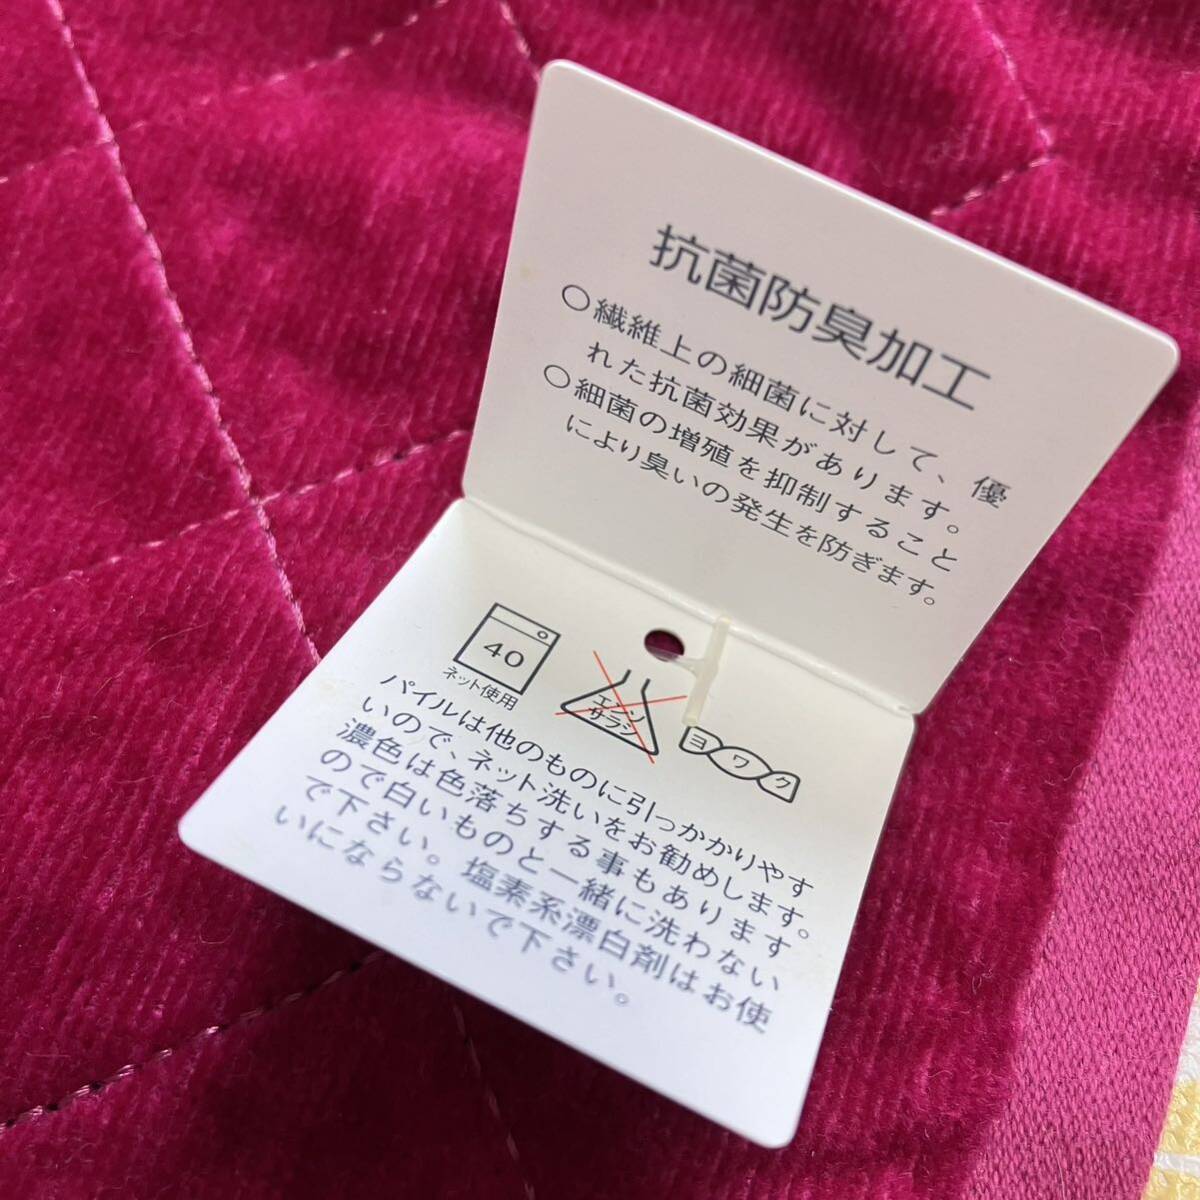 抗菌防臭加工
○繊維上の細菌に対して、優
れた抗菌効果があります。
○細菌の増殖を抑制すること
により臭いの発生を防ぎます。
40
ネット使用
エンソ
サラシ
ヨワク
パイルは他のものに引っかかりやす
いので、ネット洗いをお勧めします。
濃色は色落ちする事もあります
ので白いものと一緒に洗わない
で下さい。塩素系漂白剤はお使
いにならないで下さい。